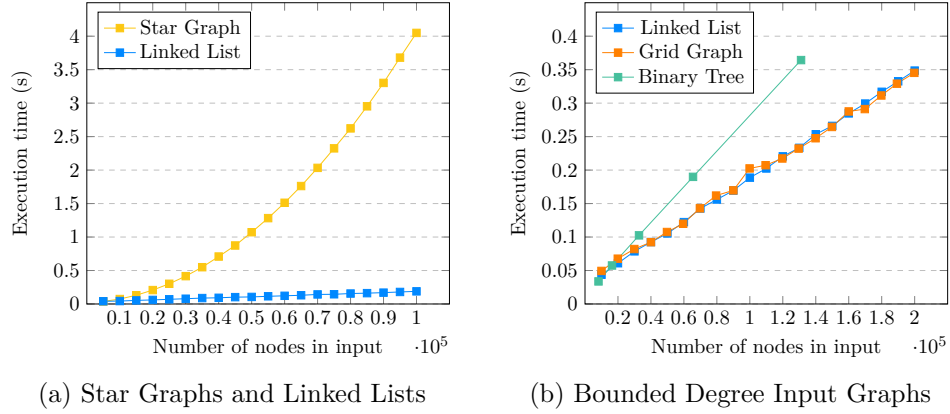 Star Graph
Linked List
Execution time (s)
4
3.5
3
2.5
2
1.5
1
0.5
0
0.1 0.2 0.3 0.4 0.5 0.6 0.7 0.8 0.9 1
Number of nodes in input ·10⁵
(a) Star Graphs and Linked Lists
Linked List
Grid Graph
Binary Tree
Execution time (s)
0.4
0.35
0.3
0.25
0.2
0.15
0.1
0.05
0
0.2 0.4 0.6 0.8 1 1.2 1.4 1.6 1.8 2
Number of nodes in input ·10⁵
(b) Bounded Degree Input Graphs